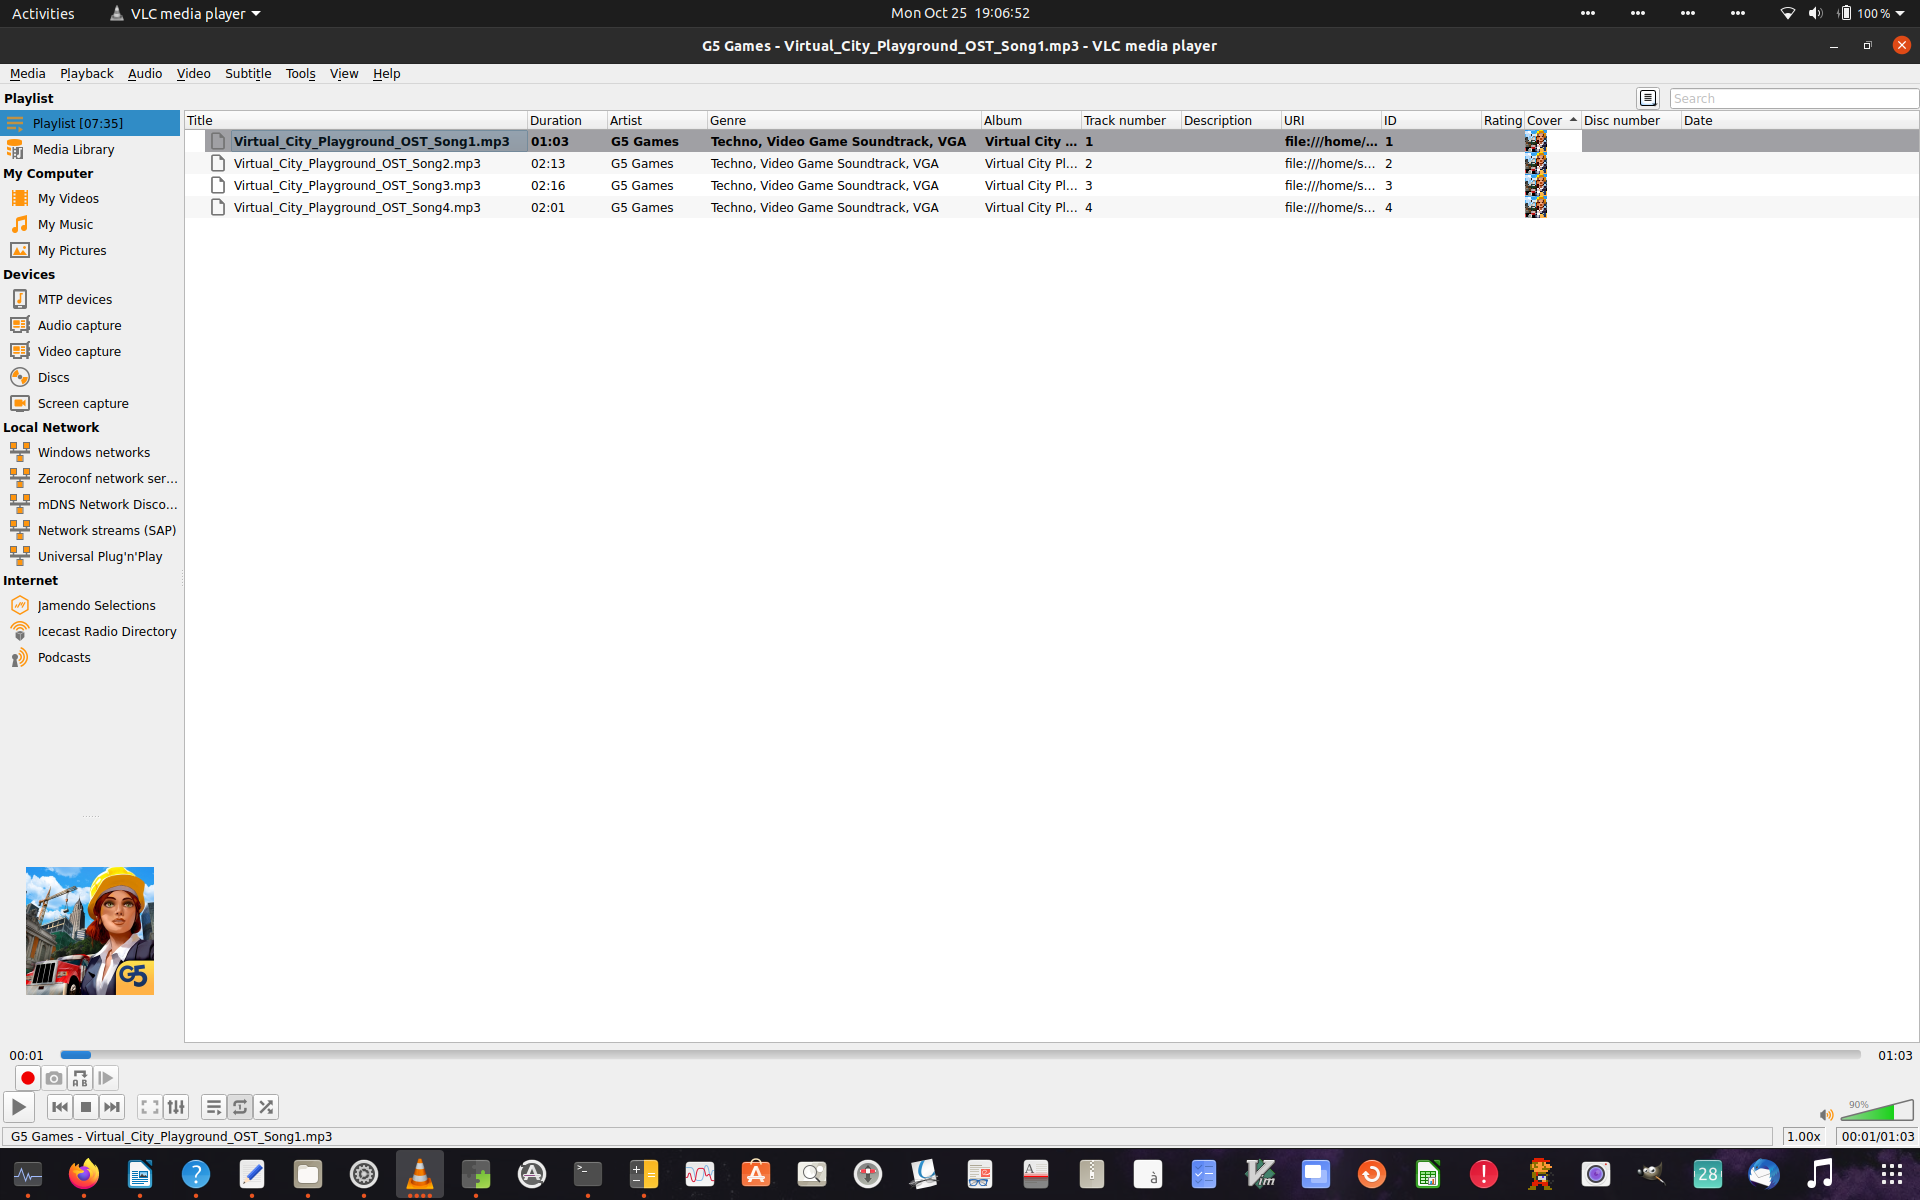 Activities VLC media player Mon Oct 25 19:06:52 100 %
G5 Games - Virtual_City_Playground_OST_Song1.mp3 - VLC media player
Media Playback Audio Video Subtitle Tools View Help
Playlist
Search
Playlist [07:35]
Media Library
My Computer
My Videos
My Music
My Pictures
Devices
MTP devices
Audio capture
Video capture
Discs
Screen capture
Local Network
Windows networks
Zeroconf network ser...
mDNS Network Disco...
Network streams (SAP)
Universal Plug'n'Play
Internet
Jamendo Selections
Icecast Radio Directory
Podcasts
Title Duration Artist Genre Album Track number Description URI ID Rating Cover Disc number Date
Virtual_City_Playground_OST_Song1.mp3 01:03 G5 Games Techno, Video Game Soundtrack, VGA Virtual City ... 1 file:///home/... 1
Virtual_City_Playground_OST_Song2.mp3 02:13 G5 Games Techno, Video Game Soundtrack, VGA Virtual City Pl... 2 file:///home/s... 2
Virtual_City_Playground_OST_Song3.mp3 02:16 G5 Games Techno, Video Game Soundtrack, VGA Virtual City Pl... 3 file:///home/s... 3
Virtual_City_Playground_OST_Song4.mp3 02:01 G5 Games Techno, Video Game Soundtrack, VGA Virtual City Pl... 4 file:///home/s... 4
G5
00:01 01:03
A B
90%
G5 Games - Virtual_City_Playground_OST_Song1.mp3 1.00x 00:01/01:03
? >_ A à Vim ! 28